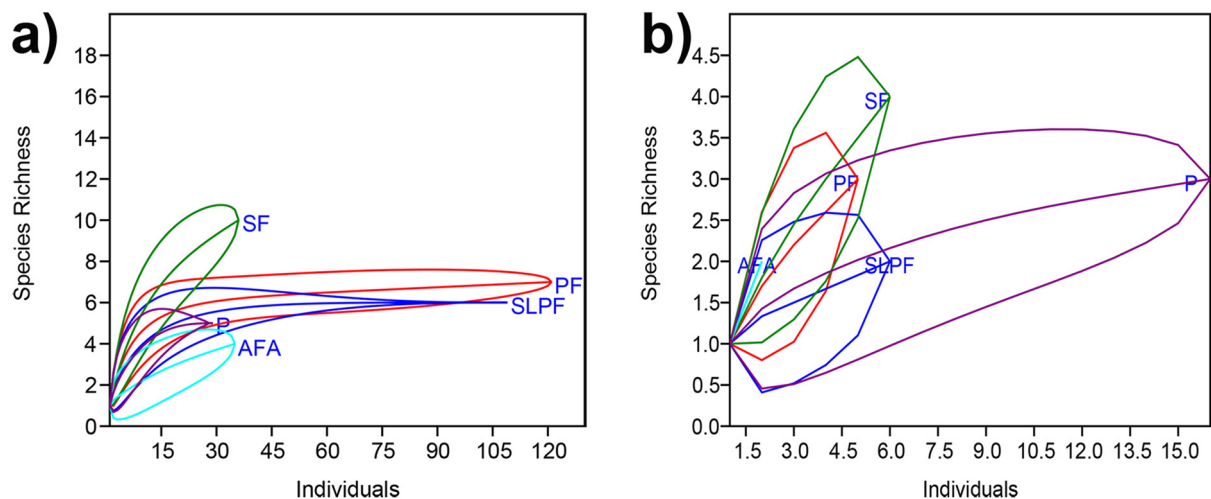 a)
Species Richness
18
16
14
12
10
8
6
4
2
0
SF
PF
SLPF
P
AFA
15 30 45 60 75 90 105 120
Individuals
b)
Species Richness
4.5
4.0
3.5
3.0
2.5
2.0
1.5
1.0
0.5
0.0
SF
PF
P
AFA
SLPF
1.5 3.0 4.5 6.0 7.5 9.0 10.5 12.0 13.5 15.0
Individuals